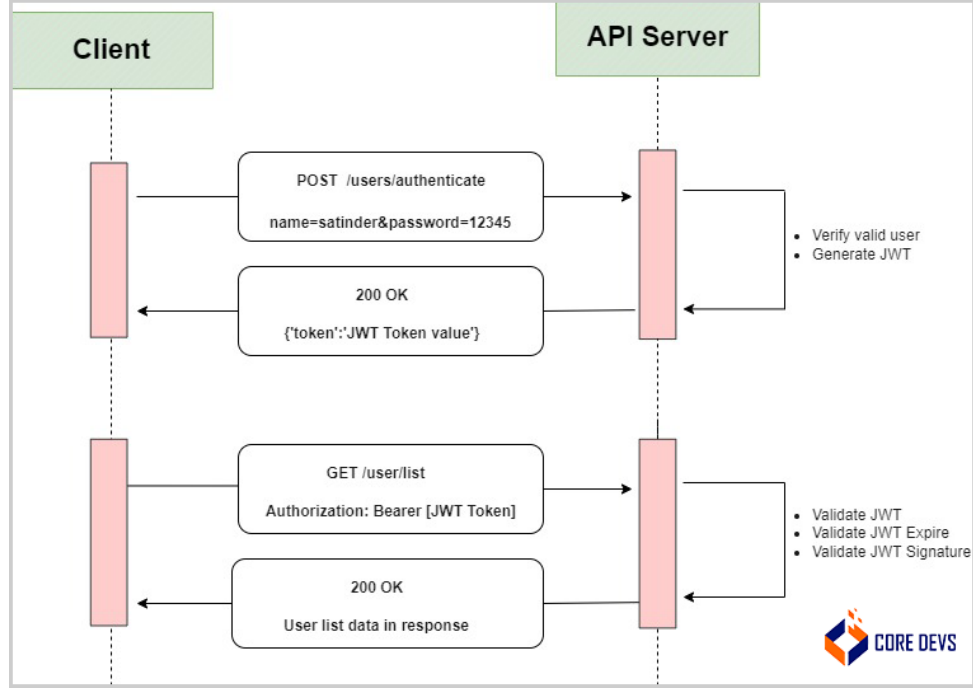 Client
API Server
POST /users/authenticate
name=satinder&password=12345
Verify valid user
Generate JWT
200 OK
{'token':'JWT Token value'}
GET /user/list
Authorization: Bearer [JWT Token]
Validate JWT
Validate JWT Expire
Validate JWT Signature
200 OK
User list data in response
CORE DEVS